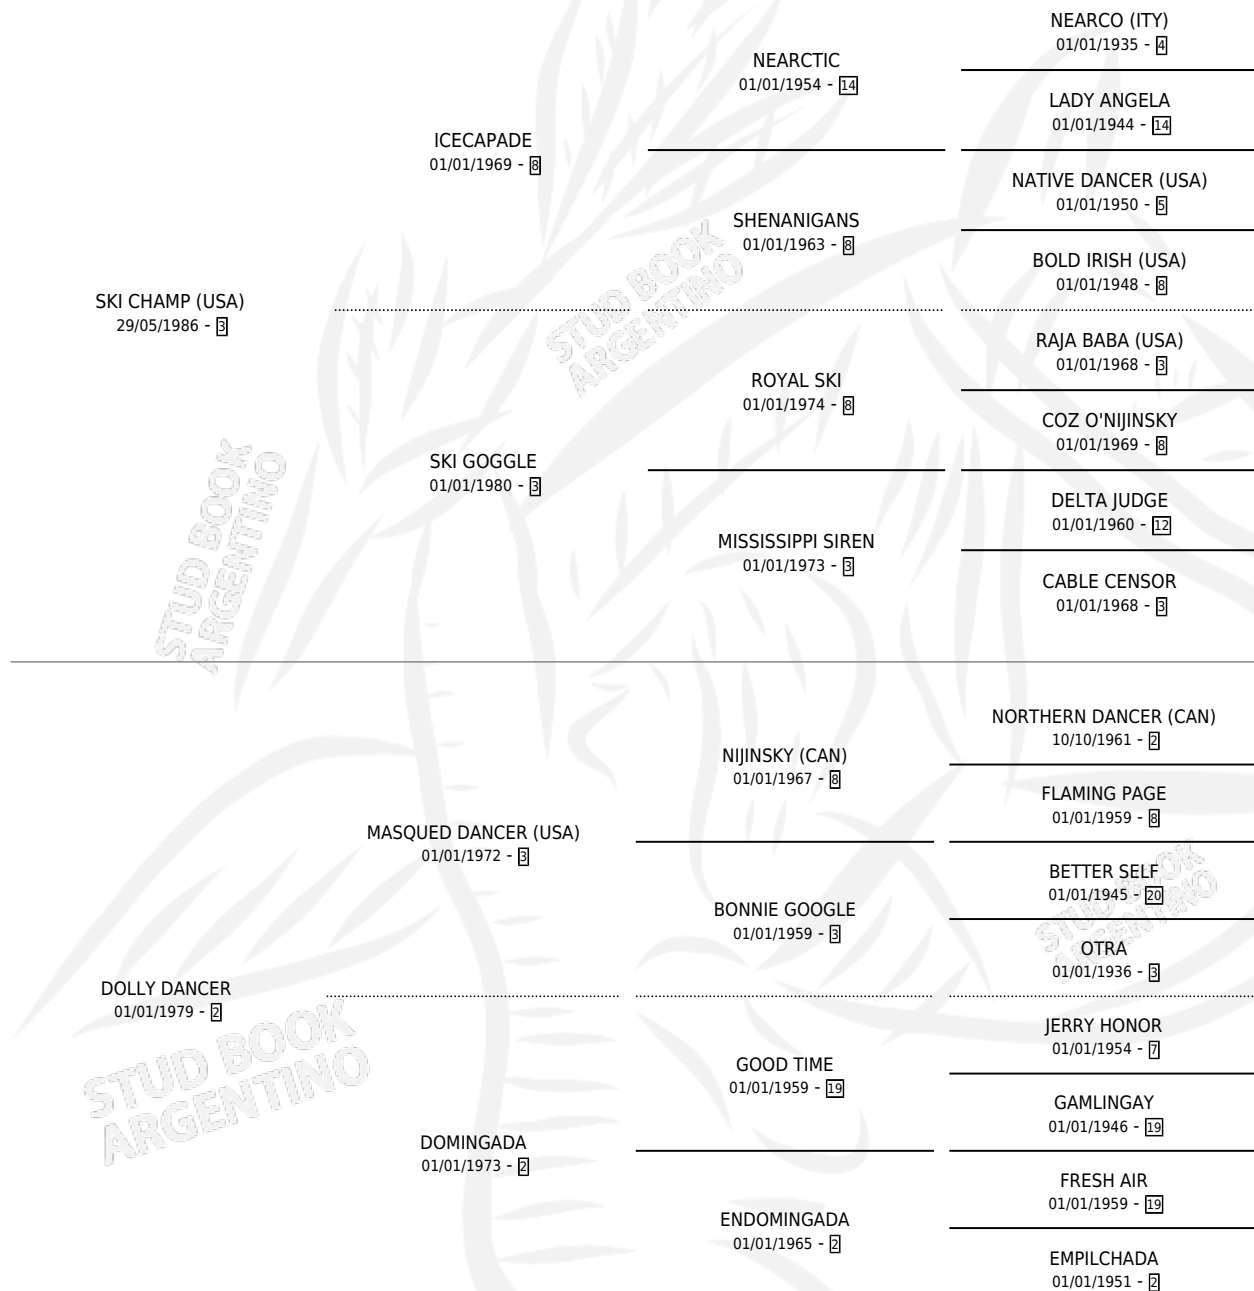 NEARCO (ITY)
01/01/1935 - 4
NEARCTIC
01/01/1954 - 14
LADY ANGELA
01/01/1944 - 14
ICECAPADE
01/01/1969 - 8
NATIVE DANCER (USA)
01/01/1950 - 5
SHENANIGANS
01/01/1963 - 8
BOLD IRISH (USA)
01/01/1948 - 8
SKI CHAMP (USA)
29/05/1986 - 3
RAJA BABA (USA)
01/01/1968 - 3
ROYAL SKI
01/01/1974 - 8
COZ O'NIJINSKY
01/01/1969 - 8
SKI GOGGLE
01/01/1980 - 3
DELTA JUDGE
01/01/1960 - 12
MISSISSIPPI SIREN
01/01/1973 - 3
CABLE CENSOR
01/01/1968 - 3
NORTHERN DANCER (CAN)
10/10/1961 - 2
NIJINSKY (CAN)
01/01/1967 - 8
FLAMING PAGE
01/01/1959 - 8
MASQUED DANCER (USA)
01/01/1972 - 3
BETTER SELF
01/01/1945 - 20
BONNIE GOOGLE
01/01/1959 - 3
OTRA
01/01/1936 - 3
DOLLY DANCER
01/01/1979 - 2
JERRY HONOR
01/01/1954 - 7
GOOD TIME
01/01/1959 - 19
GAMLINGAY
01/01/1946 - 19
DOMINGADA
01/01/1973 - 2
FRESH AIR
01/01/1959 - 19
ENDOMINGADA
01/01/1965 - 2
EMPILCHADA
01/01/1951 - 2
STUD BOOK
ARGENTINO
STUD BOOK
ARGENTINO
STUD BOOK
ARGENTINO
STUD BOOK
ARGENTINO